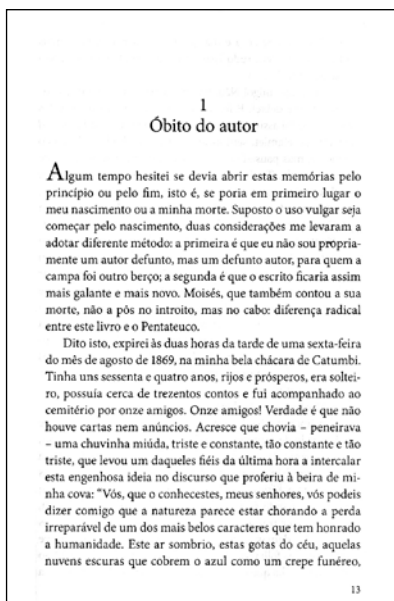 1
Óbito do autor
Algum tempo hesitei se devia abrir estas memórias pelo
princípio ou pelo fim, isto é, se poria em primeiro lugar o
meu nascimento ou a minha morte. Suposto o uso vulgar seja
começar pelo nascimento, duas considerações me levaram a
adotar diferente método: a primeira é que eu não sou propria-
mente um autor defunto, mas um defunto autor, para quem a
campa foi outro berço; a segunda é que o escrito ficaria assim
mais galante e mais novo. Moisés, que também contou a sua
morte, não a pôs no introito, mas no cabo: diferença radical
entre este livro e o Pentateuco.
Dito isto, expirei às duas horas da tarde de uma sexta-feira
do mês de agosto de 1869, na minha bela chácara de Catumbi.
Tinha uns sessenta e quatro anos, rijos e prósperos, era soltei-
ro, possuía cerca de trezentos contos e fui acompanhado ao
cemitério por onze amigos. Onze amigos! Verdade é que não
houve cartas nem anúncios. Acresce que chovia – peneirava
– uma chuvinha miúda, triste e constante, tão constante e tão
triste, que levou um daqueles fiéis da última hora a intercalar
esta engenhosa ideia no discurso que proferiu à beira de mi-
nha cova: “Vós, que o conhecestes, meus senhores, vós podeis
dizer comigo que a natureza parece estar chorando a perda
irreparável de um dos mais belos caracteres que tem honrado
a humanidade. Este ar sombrio, estas gotas do céu, aquelas
nuvens escuras que cobrem o azul como um crepe funéreo,
13